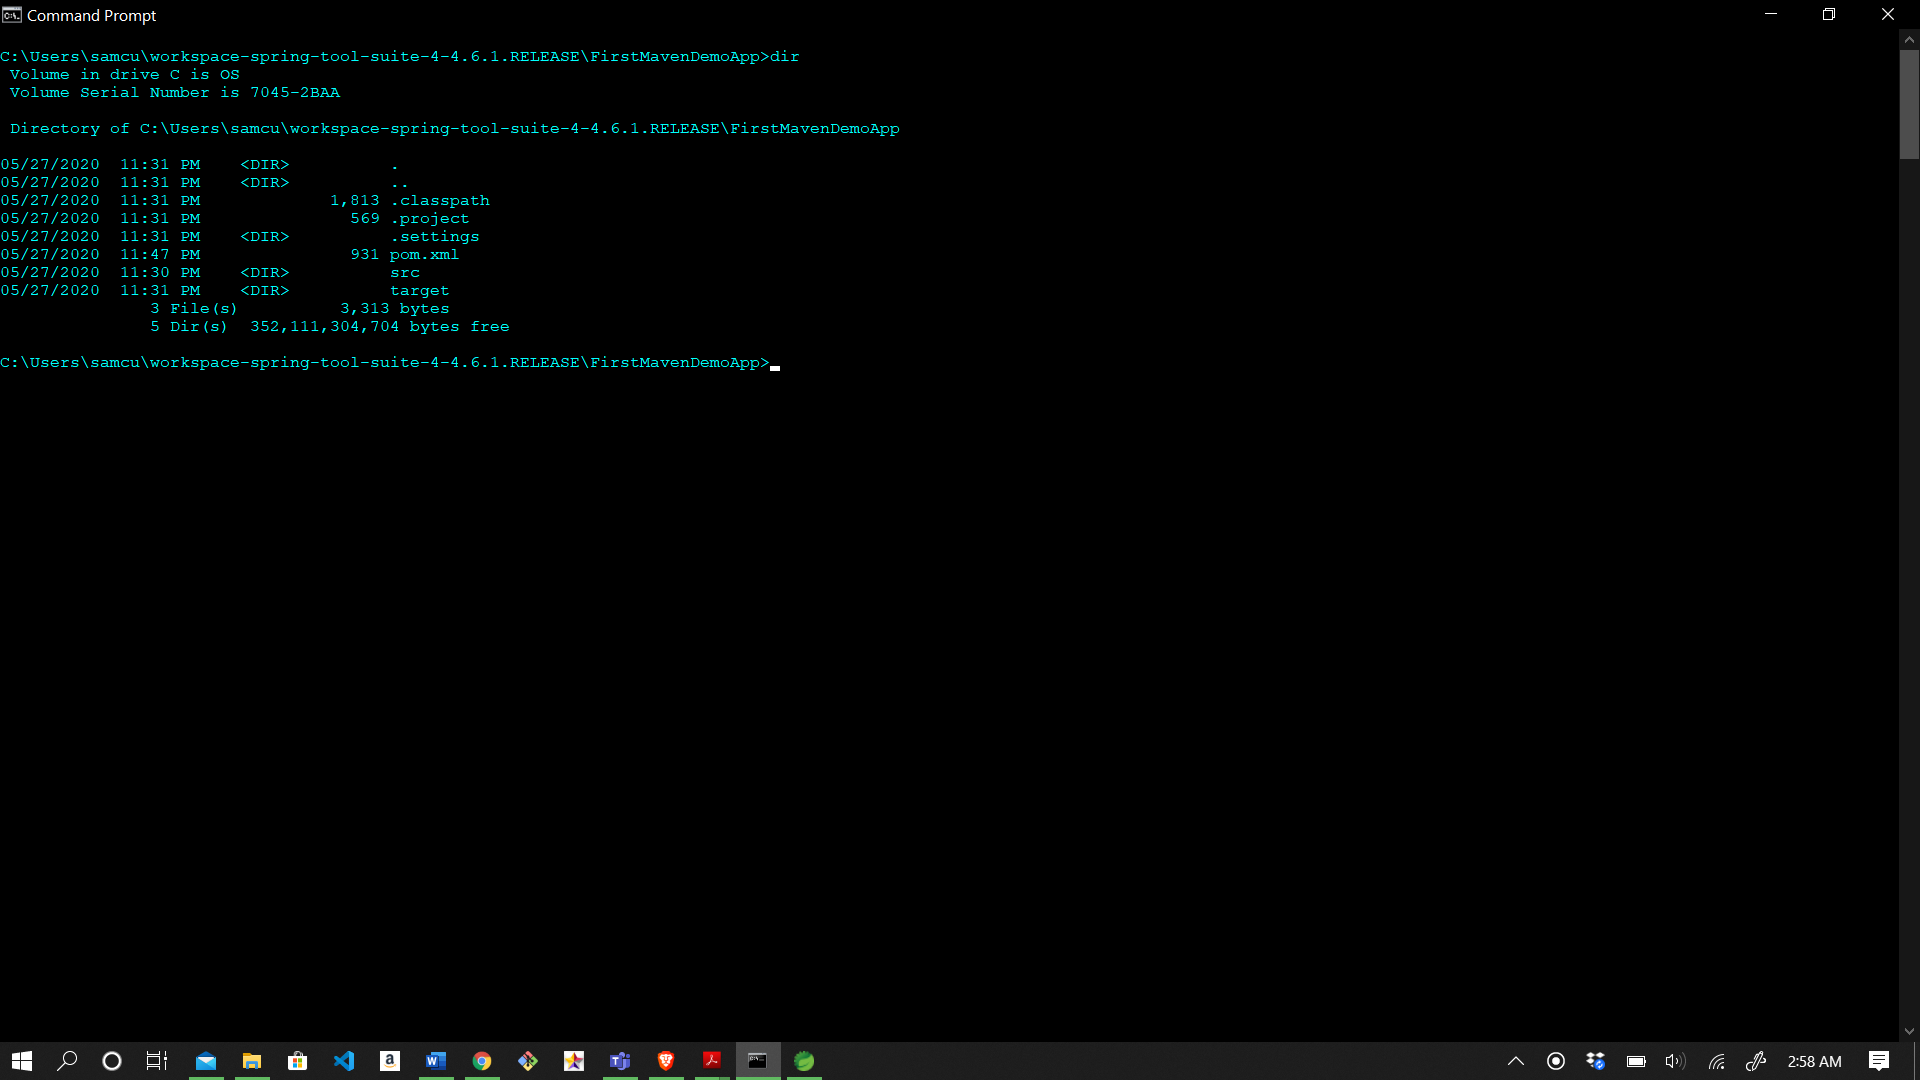 Command Prompt
C:\Users\samcu\workspace-spring-tool-suite-4-4.6.1.RELEASE\FirstMavenDemoApp>dir
 Volume in drive C is OS
 Volume Serial Number is 7045-2BAA
 Directory of C:\Users\samcu\workspace-spring-tool-suite-4-4.6.1.RELEASE\FirstMavenDemoApp
05/27/2020  11:31 PM    <DIR>          .
05/27/2020  11:31 PM    <DIR>          ..
05/27/2020  11:31 PM             1,813 .classpath
05/27/2020  11:31 PM               569 .project
05/27/2020  11:31 PM    <DIR>          .settings
05/27/2020  11:47 PM               931 pom.xml
05/27/2020  11:30 PM    <DIR>          src
05/27/2020  11:31 PM    <DIR>          target
               3 File(s)          3,313 bytes
               5 Dir(s)  352,111,304,704 bytes free
C:\Users\samcu\workspace-spring-tool-suite-4-4.6.1.RELEASE\FirstMavenDemoApp>
2:58 AM